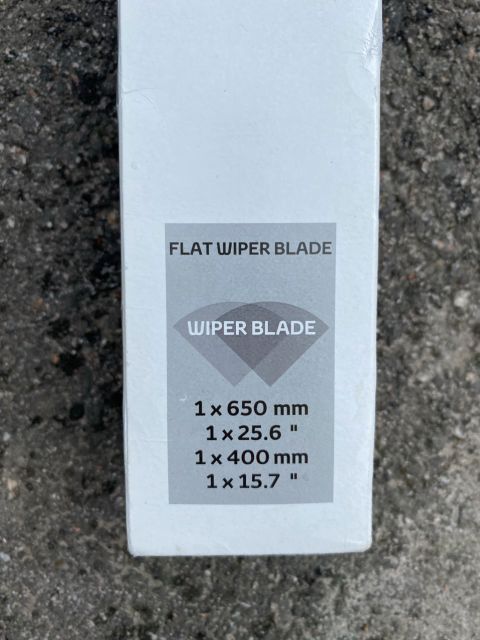 FLAT WIPER BLADE
WIPER BLADE
1 x 650 mm
1 x 25.6 "
1 x 400 mm
1 x 15.7 "